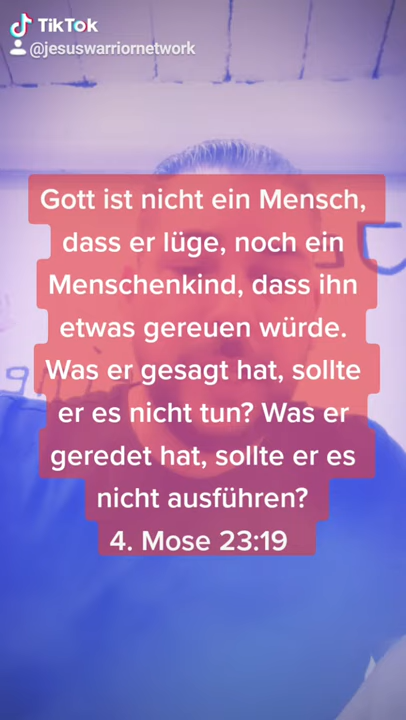 TikTok
@jesuswarriornetwork
Gott ist nicht ein Mensch,
dass er lüge, noch ein
Menschenkind, dass ihn
etwas gereuen würde.
Was er gesagt hat, sollte
er es nicht tun? Was er
geredet hat, sollte er es
nicht ausführen?
4. Mose 23:19